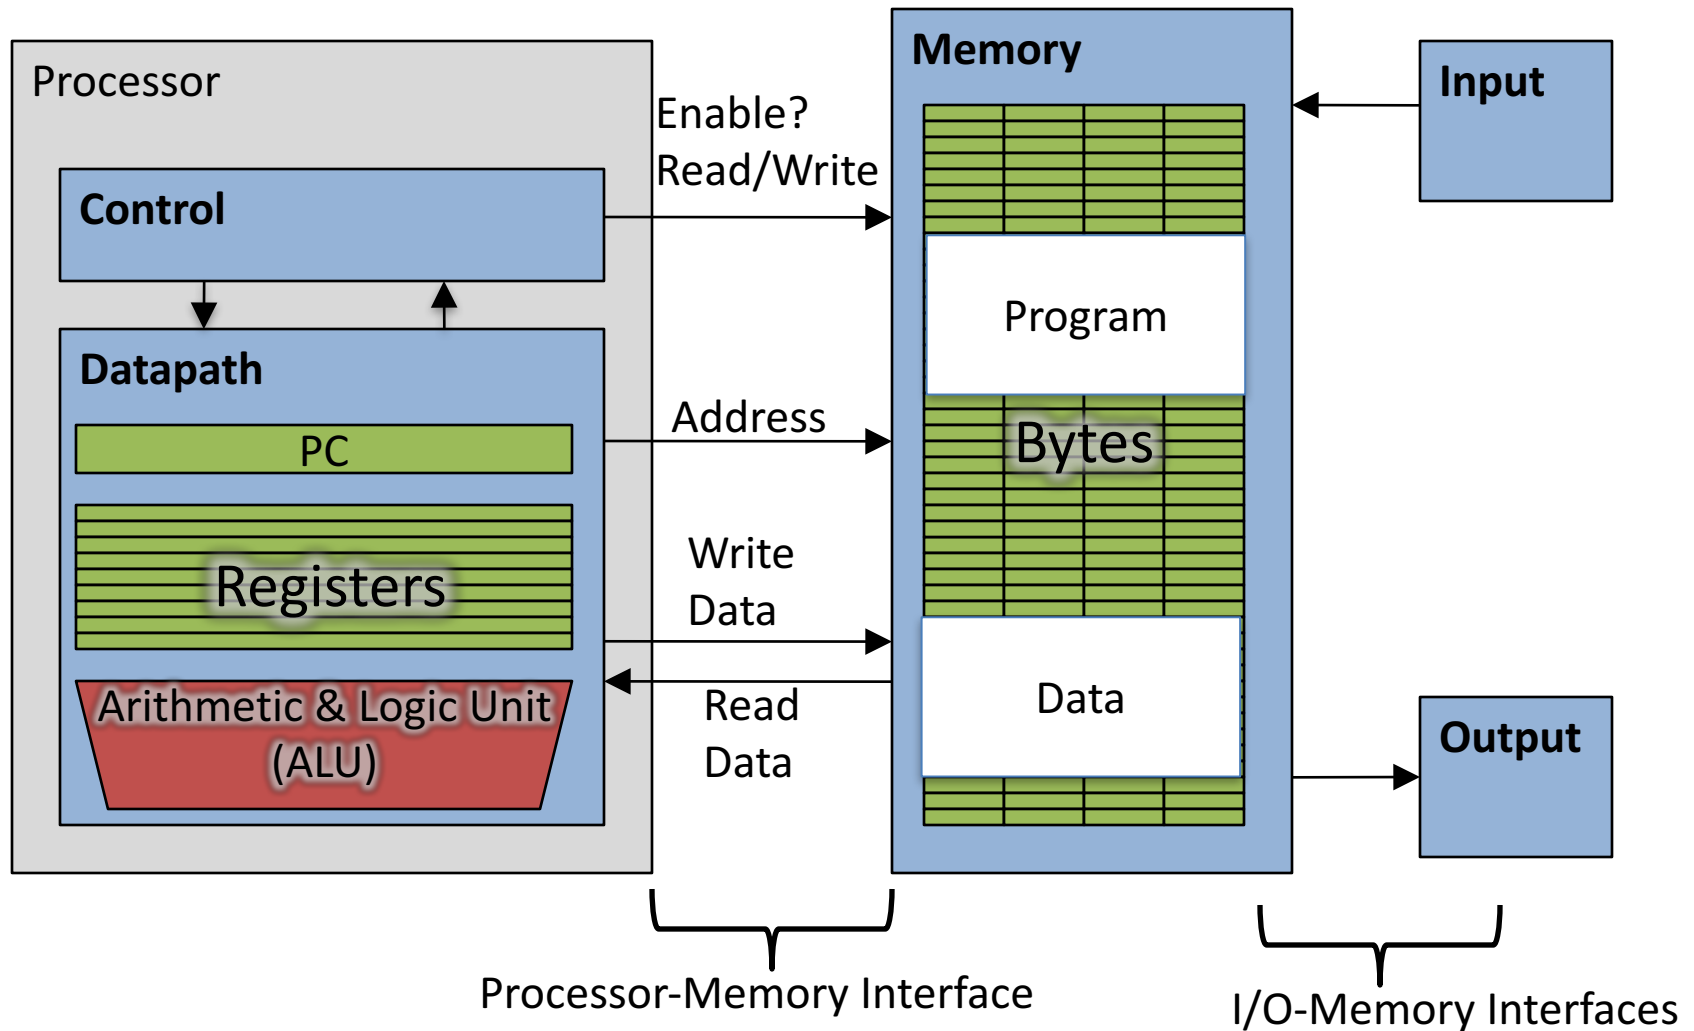 Processor
Control
Datapath
PC
Registers
Arithmetic & Logic Unit
(ALU)
Enable?
Read/Write
Address
Write
Data
Read
Data
Memory
Program
Bytes
Data
Input
Output
Processor-Memory Interface
I/O-Memory Interfaces